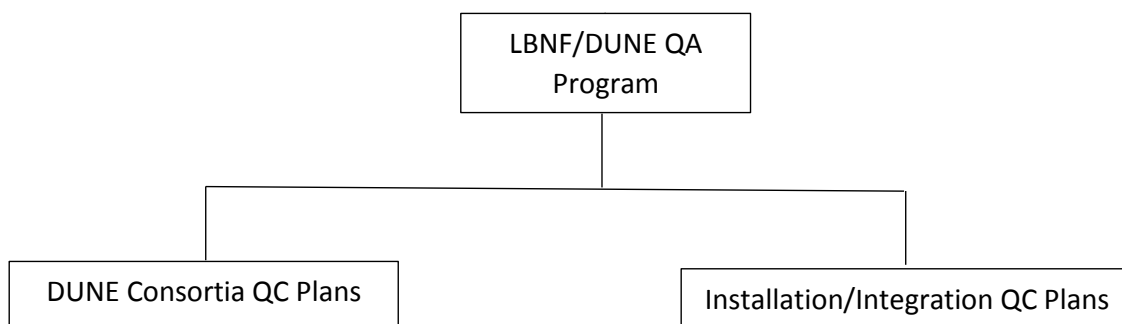 LBNF/DUNE QA
Program
DUNE Consortia QC Plans
Installation/Integration QC Plans